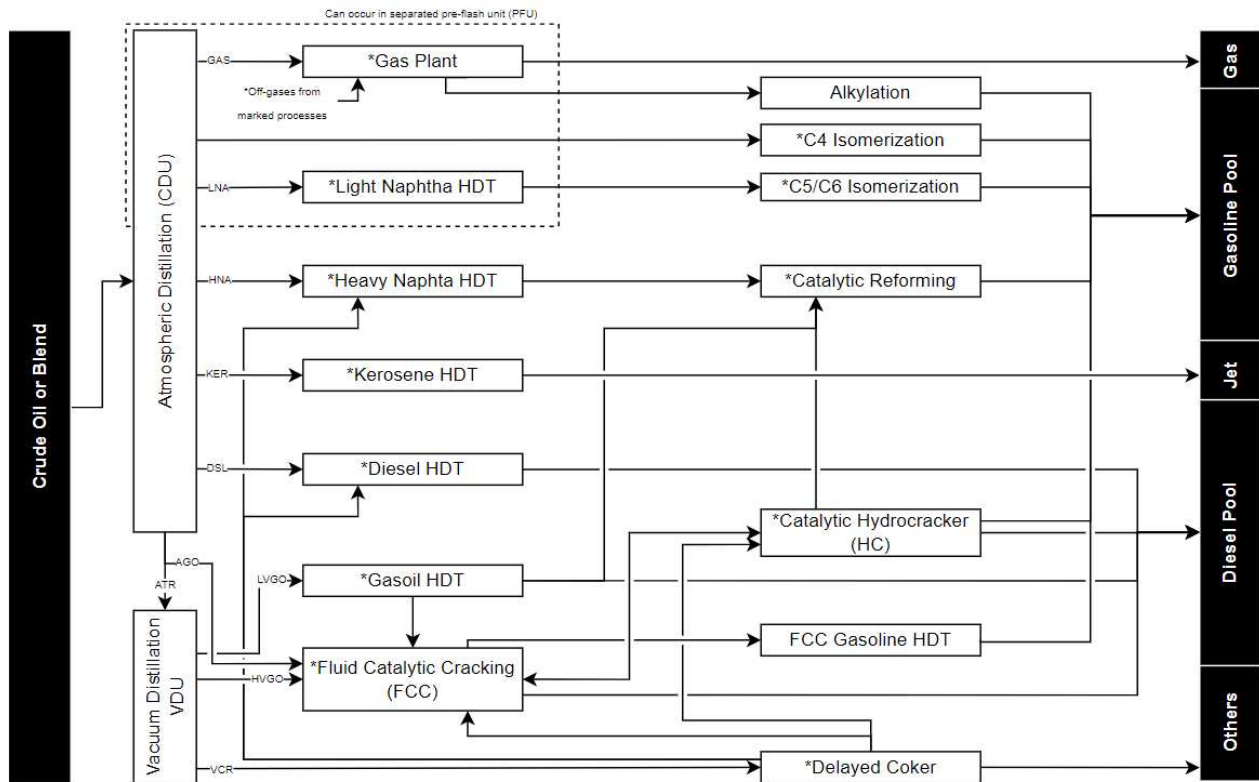 Can occur in separated pre-flash unit (PFU)
Crude Oil or Blend
Atmospheric Distillation (CDU)
GAS
*Gas Plant
Gas
*Off-gases from
marked processes
Alkylation
*C4 Isomerization
LNA
*Light Naphtha HDT
*C5/C6 Isomerization
Gasoline Pool
HNA
*Heavy Naphta HDT
*Catalytic Reforming
KER
*Kerosene HDT
Jet
DSL
*Diesel HDT
*Catalytic Hydrocracker
(HC)
Diesel Pool
AGO
ATR
LVGO
*Gasoil HDT
Vacuum Distillation
VDU
HVGO
*Fluid Catalytic Cracking
(FCC)
FCC Gasoline HDT
VCR
*Delayed Coker
Others